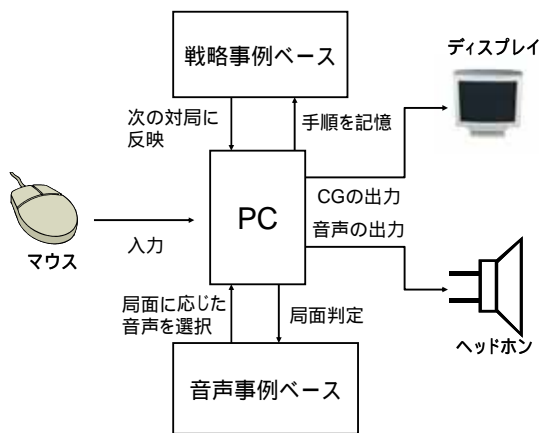 戦略事例ベース
ディスプレイ
次の対局に
反映
手順を記憶
PC
CGの出力
音声の出力
入力
マウス
局面に応じた
音声を選択
局面判定
ヘッドホン
音声事例ベース